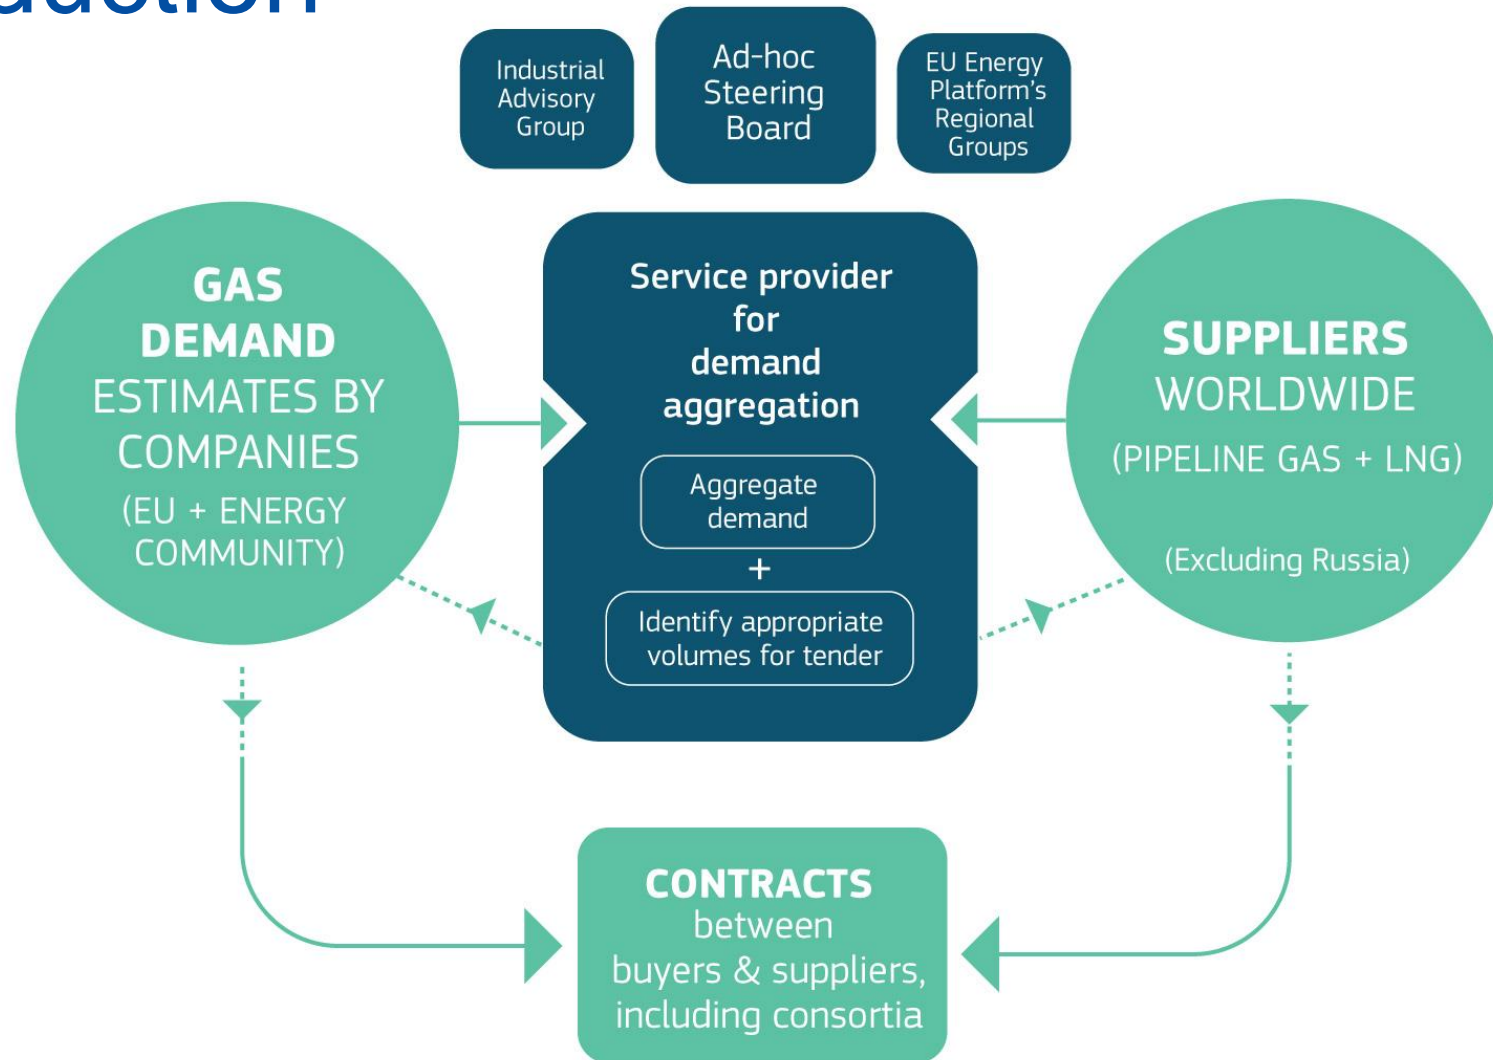 Industrial
Advisory
Group
Ad-hoc
Steering
Board
EU Energy
Platform's
Regional
Groups
GAS
DEMAND
ESTIMATES BY
COMPANIES
(EU + ENERGY
COMMUNITY)
Service provider
for
demand
aggregation
Aggregate
demand
+
Identify appropriate
volumes for tender
SUPPLIERS
WORLDWIDE
(PIPELINE GAS + LNG)
(Excluding Russia)
CONTRACTS
between
buyers & suppliers,
including consortia